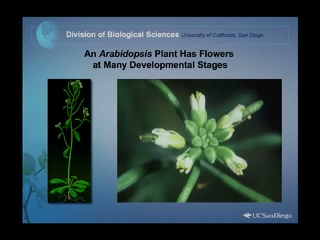 Division of Biological Sciences University of California, San Diego
An Arabidopsis Plant Has Flowers
at Many Developmental Stages
UCSanDiego